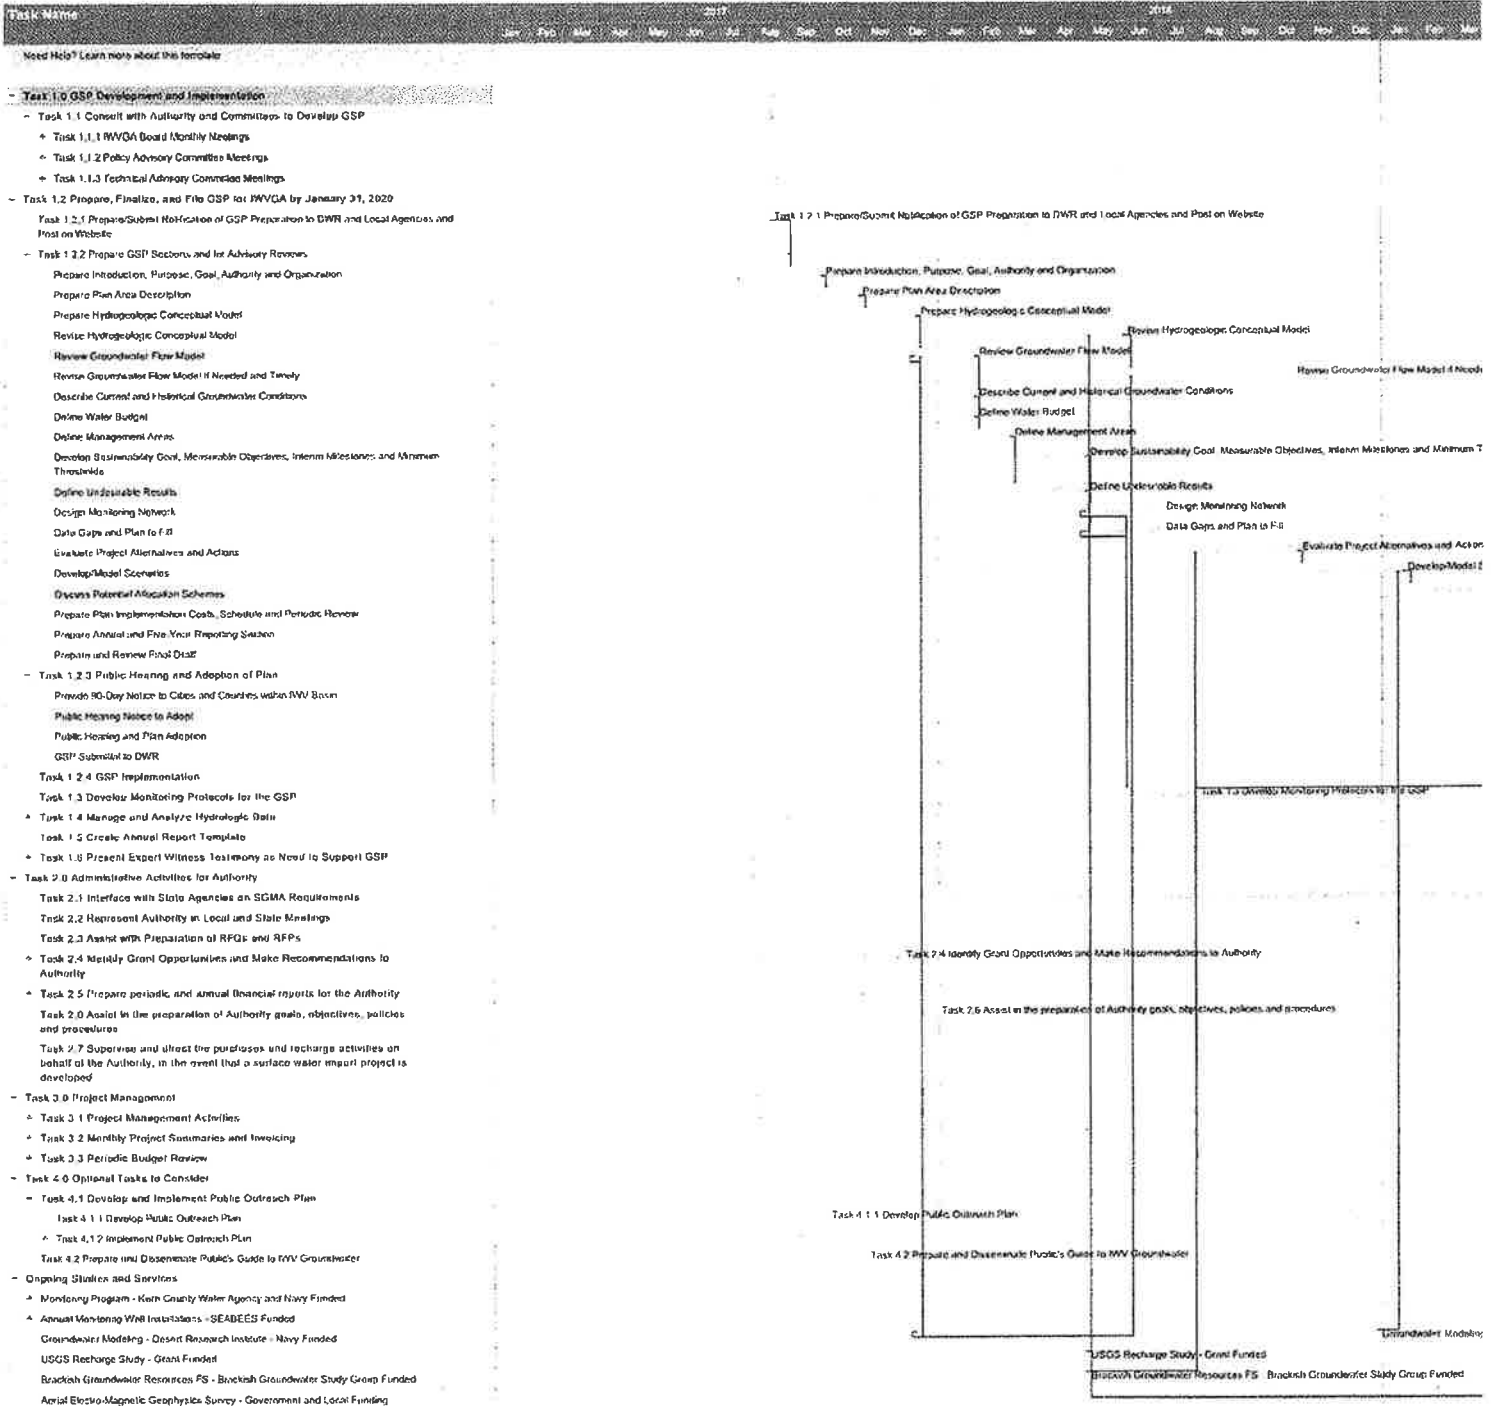 Task Name
2017
2018
Jan Feb Mar Apr May Jun Jul Aug Sep Oct Nov Dec Jan Feb Mar Apr May Jun Jul Aug Sep Oct Nov Dec Jan Feb Mar
Need Help? Learn more about this template
− Task 1.0 GSP Development and Implementation
− Task 1.1 Consult with Authority and Committees to Develop GSP
+ Task 1.1.1 IWVGA Board Monthly Meetings
+ Task 1.1.2 Policy Advisory Committee Meetings
+ Task 1.1.3 Technical Advisory Committee Meetings
− Task 1.2 Prepare, Finalize, and File GSP for IWVGA by January 31, 2020
Task 1.2.1 Prepare/Submit Notification of GSP Preparation to DWR and Local Agencies and
Post on Website
Task 1.2.1 Prepare/Submit Notification of GSP Preparation to DWR and Local Agencies and Post on Website
− Task 1.2.2 Prepare GSP Sections and for Advisory Reviews
Prepare Introduction, Purpose, Goal, Authority and Organization
Prepare Introduction, Purpose, Goal, Authority and Organization
Prepare Plan Area Description
Prepare Plan Area Description
Prepare Hydrogeologic Conceptual Model
Prepare Hydrogeologic Conceptual Model
Revise Hydrogeologic Conceptual Model
Revise Hydrogeologic Conceptual Model
Review Groundwater Flow Model
Review Groundwater Flow Model
Revise Groundwater Flow Model if Needed and Timely
Revise Groundwater Flow Model if Needed
Describe Current and Historical Groundwater Conditions
Describe Current and Historical Groundwater Conditions
Define Water Budget
Define Water Budget
Define Management Areas
Define Management Areas
Develop Sustainability Goal, Measurable Objectives, Interim Milestones and Minimum
Thresholds
Develop Sustainability Goal, Measurable Objectives, Interim Milestones and Minimum T
Define Undesirable Results
Define Undesirable Results
Design Monitoring Network
Design Monitoring Network
Data Gaps and Plan to Fill
Data Gaps and Plan to Fill
Evaluate Project Alternatives and Actions
Evaluate Project Alternatives and Action
Develop/Model Scenarios
Develop/Model S
Discuss Potential Allocation Schemes
Prepare Plan Implementation Costs, Schedule and Periodic Review
Prepare Annual and Five-Year Reporting Section
Prepare and Review Final Draft
− Task 1.2.3 Public Hearing and Adoption of Plan
Provide 90-Day Notice to Cities and Counties within IWV Basin
Public Hearing Notice to Adopt
Public Hearing and Plan Adoption
GSP Submittal to DWR
Task 1.2.4 GSP Implementation
Task 1.3 Develop Monitoring Protocols for the GSP
Task 1.3 Develop Monitoring Protocols for the GSP
+ Task 1.4 Manage and Analyze Hydrologic Data
Task 1.5 Create Annual Report Template
+ Task 1.6 Present Expert Witness Testimony as Need to Support GSP
− Task 2.0 Administrative Activities for Authority
Task 2.1 Interface with State Agencies on SGMA Requirements
Task 2.2 Represent Authority in Local and State Meetings
Task 2.3 Assist with Preparation of RFQs and RFPs
+ Task 2.4 Identify Grant Opportunities and Make Recommendations to
Authority
Task 2.4 Identify Grant Opportunities and Make Recommendations to Authority
+ Task 2.5 Prepare periodic and annual financial reports for the Authority
Task 2.6 Assist in the preparation of Authority goals, objectives, policies
and procedures
Task 2.6 Assist in the preparation of Authority goals, objectives, policies and procedures
Task 2.7 Supervise and direct the purchases and recharge activities on
behalf of the Authority, in the event that a surface water import project is
developed
− Task 3.0 Project Management
+ Task 3.1 Project Management Activities
+ Task 3.2 Monthly Project Summaries and Invoicing
+ Task 3.3 Periodic Budget Review
− Task 4.0 Optional Tasks to Consider
− Task 4.1 Develop and Implement Public Outreach Plan
Task 4.1.1 Develop Public Outreach Plan
Task 4.1.1 Develop Public Outreach Plan
+ Task 4.1.2 Implement Public Outreach Plan
Task 4.2 Prepare and Disseminate Public's Guide to IWV Groundwater
Task 4.2 Prepare and Disseminate Public's Guide to IWV Groundwater
− Ongoing Studies and Services
+ Monitoring Program - Kern County Water Agency and Navy Funded
+ Annual Monitoring Well Installations - SEABEES Funded
Groundwater Modeling - Desert Research Institute - Navy Funded
Groundwater Modeling
USGS Recharge Study - Grant Funded
USGS Recharge Study - Grant Funded
Brackish Groundwater Resources FS - Brackish Groundwater Study Group Funded
Brackish Groundwater Resources FS - Brackish Groundwater Study Group Funded
Aerial Electro-Magnetic Geophysics Survey - Government and Local Funding